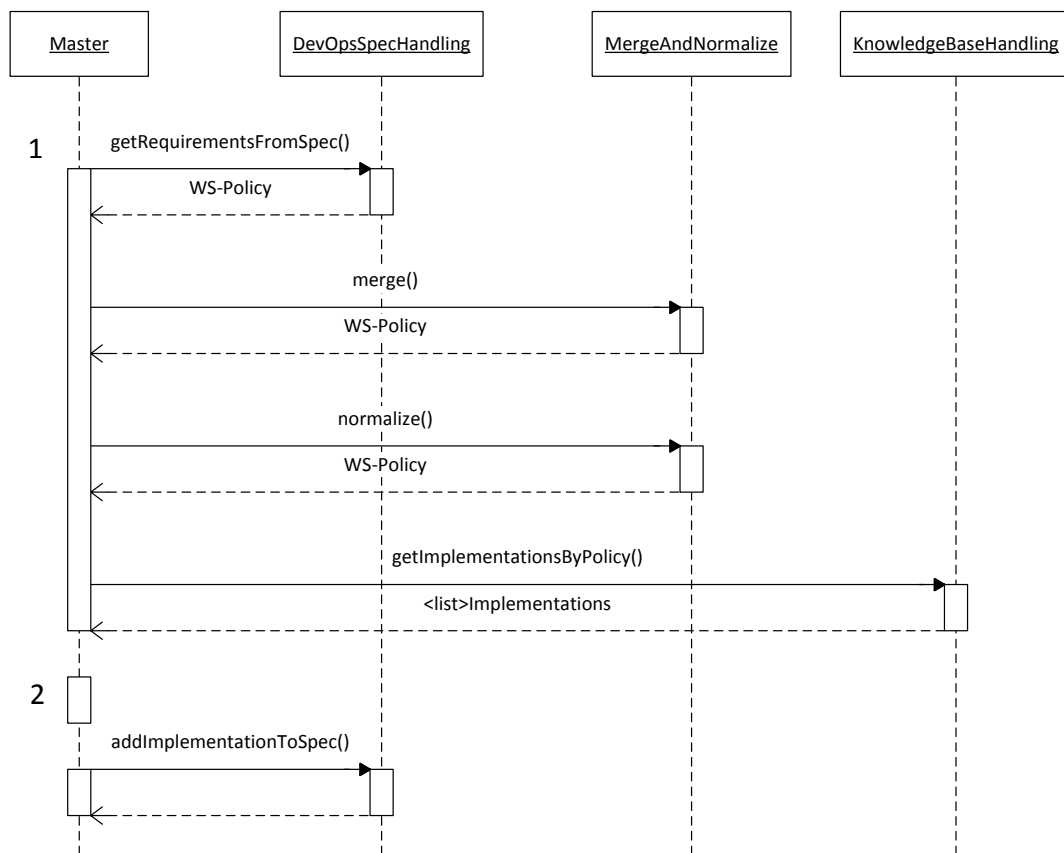 Master
DevOpsSpecHandling
MergeAndNormalize
KnowledgeBaseHandling
1
getRequirementsFromSpec()
WS-Policy
merge()
WS-Policy
normalize()
WS-Policy
getImplementationsByPolicy()
<list>Implementations
2
addImplementationToSpec()